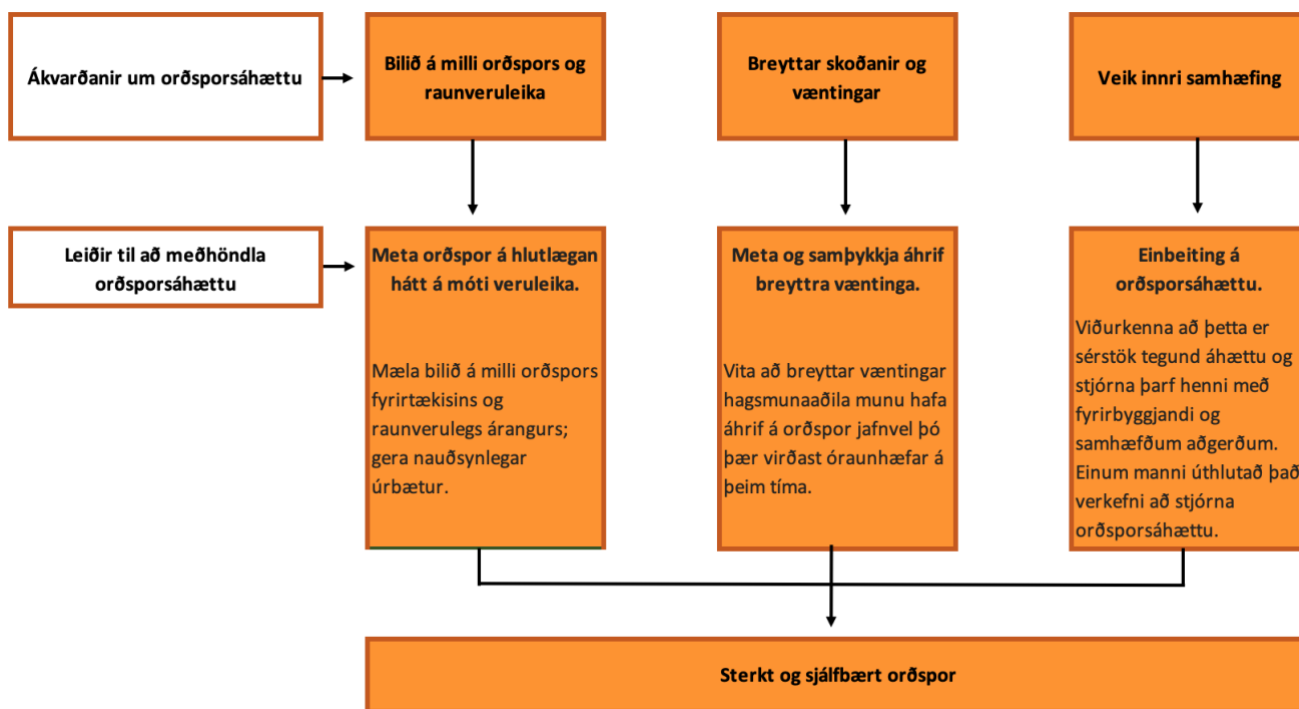 Ákvarðanir um orðsporsáhættu
Bilið á milli orðspors og
raunveruleika
Breyttar skoðanir og
væntingar
Veik innri samhæfing
Leiðir til að meðhöndla
orðsporsáhættu
Meta orðspor á hlutlægan
hátt á móti veruleika.
Mæla bilið á milli orðspors
fyrirtækisins og
raunverulegs árangurs;
gera nauðsynlegar
úrbætur.
Meta og samþykkja áhrif
breyttra væntinga.
Vita að breyttar væntingar
hagsmunaaðila munu hafa
áhrif á orðspor jafnvel þó
þær virðast óraunhæfar á
þeim tíma.
Einbeiting á
orðsporsáhættu.
Viðurkenna að þetta er
sérstök tegund áhættu og
stjórna þarf henni með
fyrirbyggjandi og
samhæfðum aðgerðum.
Einum manni úthlutað það
verkefni að stjórna
orðsporsáhættu.
Sterkt og sjálfbært orðspor